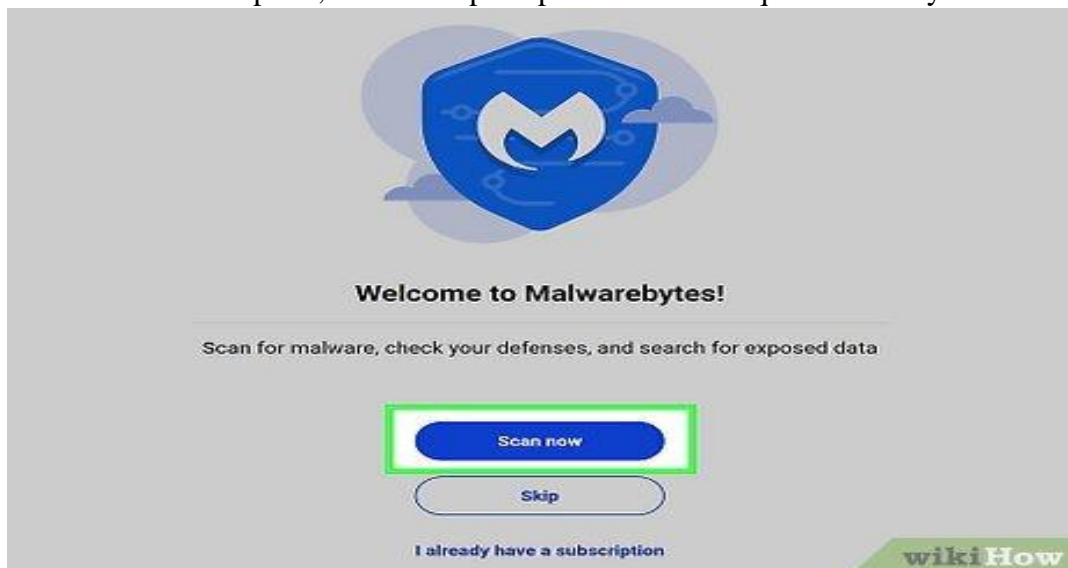 Welcome to Malwarebytes!
Scan for malware, check your defenses, and search for exposed data
Scan now
Skip
I already have a subscription
wikiHow